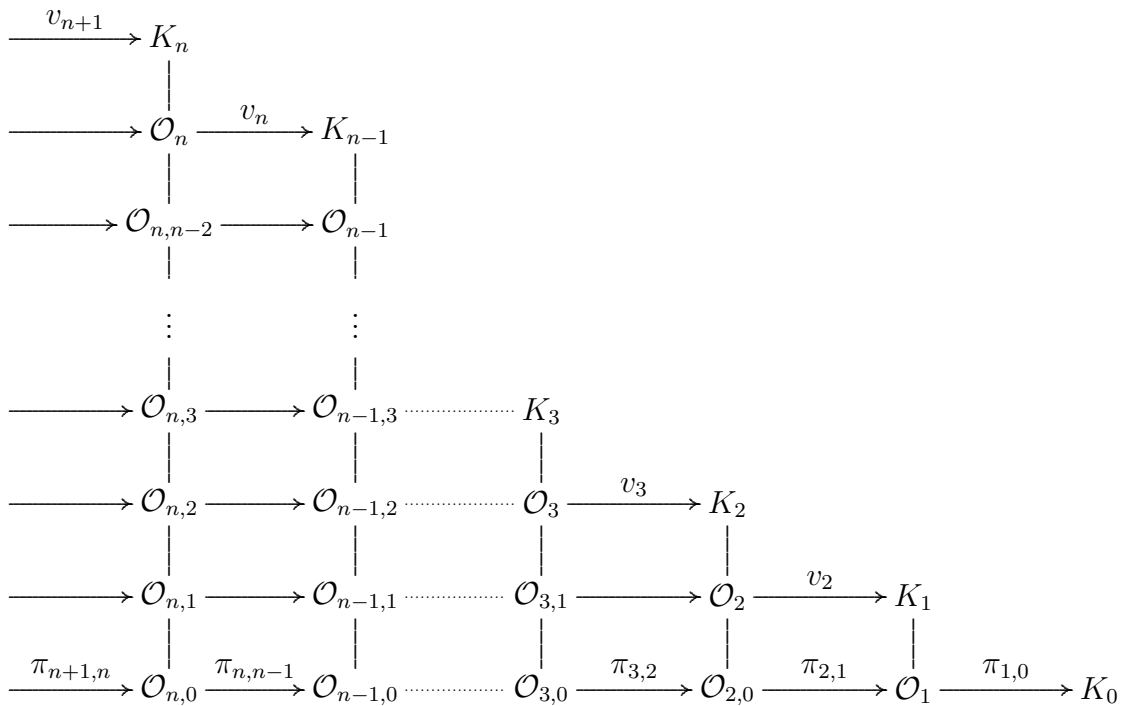 v_{n+1} K_n
v_n
𝒪_n K_{n-1}
𝒪_{n,n-2} 𝒪_{n-1}
⋮ ⋮
𝒪_{n,3} 𝒪_{n-1,3} K_3
v_3
𝒪_{n,2} 𝒪_{n-1,2} 𝒪_3 K_2
v_2
𝒪_{n,1} 𝒪_{n-1,1} 𝒪_{3,1} 𝒪_2 K_1
π_{n+1,n} π_{n,n-1} π_{3,2} π_{2,1} π_{1,0}
𝒪_{n,0} 𝒪_{n-1,0} 𝒪_{3,0} 𝒪_{2,0} 𝒪_1 K_0